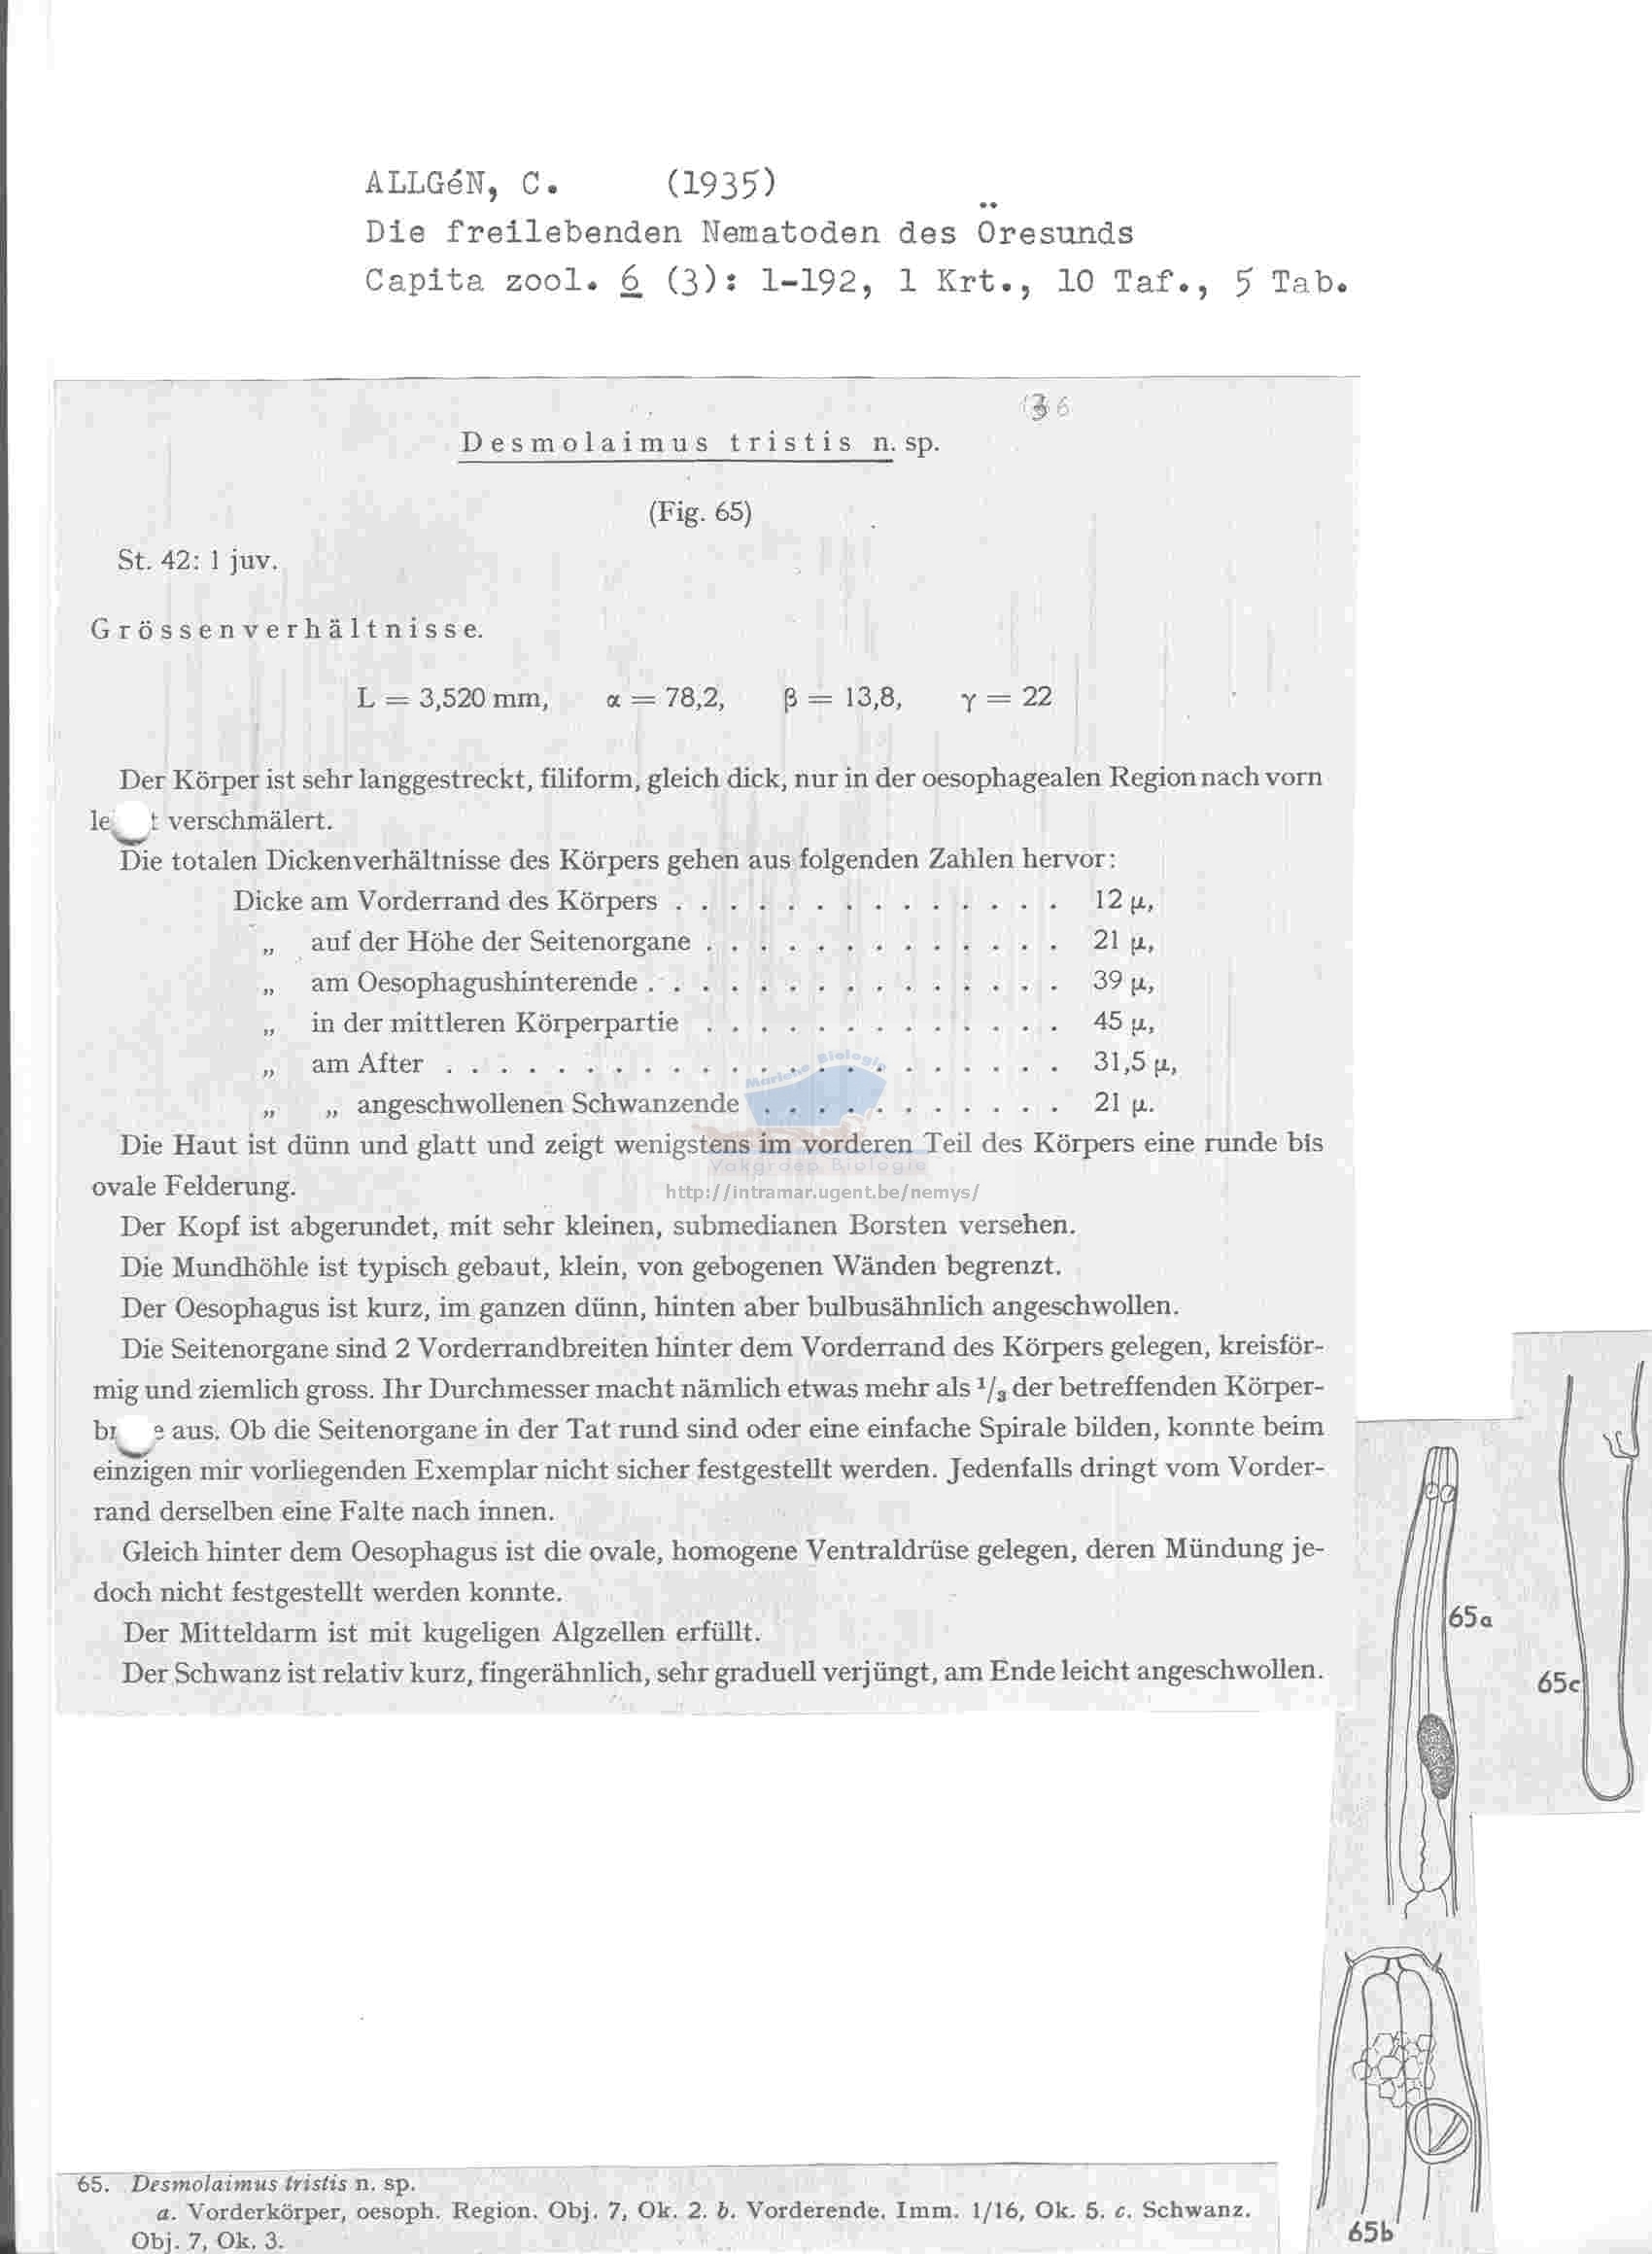 ALLGéN, C. (1935)
Die freilebenden Nematoden des Öresunds
Capita zool. 6 (3): 1-192, 1 Krt., 10 Taf., 5 Tab.
Desmolaimus tristis n. sp.
(Fig. 65)
St. 42: 1 juv.
Grössenverhältnisse.
L = 3,520 mm, α = 78,2, β = 13,8, γ = 22
Der Körper ist sehr langgestreckt, filiform, gleich dick, nur in der oesophagealen Region nach vorn
verschmälert.
Die totalen Dickenverhältnisse des Körpers gehen aus folgenden Zahlen hervor:
Dicke am Vorderrand des Körpers . . . . . . . . . . . . . . 12 μ,
„ auf der Höhe der Seitenorgane . . . . . . . . . . . . . 21 μ,
„ am Oesophagushinterende . . . . . . . . . . . . . . . 39 μ,
„ in der mittleren Körperpartie . . . . . . . . . . . . . 45 μ,
„ am After . . . . . . . . . . . . . . . . . . . . . . 31,5 μ,
„ „ angeschwollenen Schwanzende . . . . . . . . . . . 21 μ.
Die Haut ist dünn und glatt und zeigt wenigstens im vorderen Teil des Körpers eine runde bis
ovale Felderung.
Marine Biologie
Vakgroep Biologie
http://intramar.ugent.be/nemys/
Der Kopf ist abgerundet, mit sehr kleinen, submedianen Borsten versehen.
Die Mundhöhle ist typisch gebaut, klein, von gebogenen Wänden begrenzt.
Der Oesophagus ist kurz, im ganzen dünn, hinten aber bulbusähnlich angeschwollen.
Die Seitenorgane sind 2 Vorderrandbreiten hinter dem Vorderrand des Körpers gelegen, kreisför-
mig und ziemlich gross. Ihr Durchmesser macht nämlich etwas mehr als 1/3 der betreffenden Körper-
aus. Ob die Seitenorgane in der Tat rund sind oder eine einfache Spirale bilden, konnte beim
einzigen mir vorliegenden Exemplar nicht sicher festgestellt werden. Jedenfalls dringt vom Vorder-
rand derselben eine Falte nach innen.
Gleich hinter dem Oesophagus ist die ovale, homogene Ventraldrüse gelegen, deren Mündung je-
doch nicht festgestellt werden konnte.
Der Mitteldarm ist mit kugeligen Algzellen erfüllt.
Der Schwanz ist relativ kurz, fingerähnlich, sehr graduell verjüngt, am Ende leicht angeschwollen.
65a
65c
65b
65. Desmolaimus tristis n. sp.
a. Vorderkörper, oesoph. Region. Obj. 7, Ok. 2. b. Vorderende. Imm. 1/16, Ok. 5. c. Schwanz.
Obj. 7, Ok. 3.